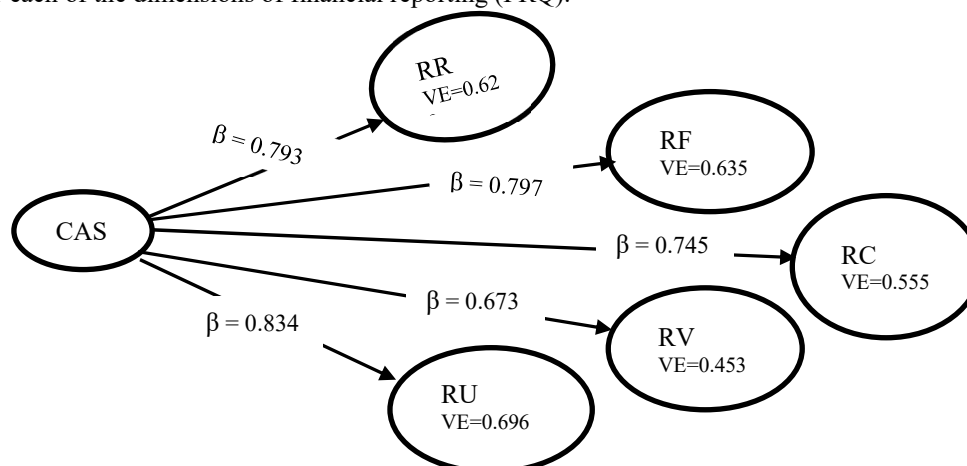 each of the dimensions of financial reporting (FRQ).
RR
VE=0.62
β = 0.793
RF
VE=0.635
β = 0.797
CAS
β = 0.745
RC
VE=0.555
β = 0.673
β = 0.834
RV
VE=0.453
RU
VE=0.696